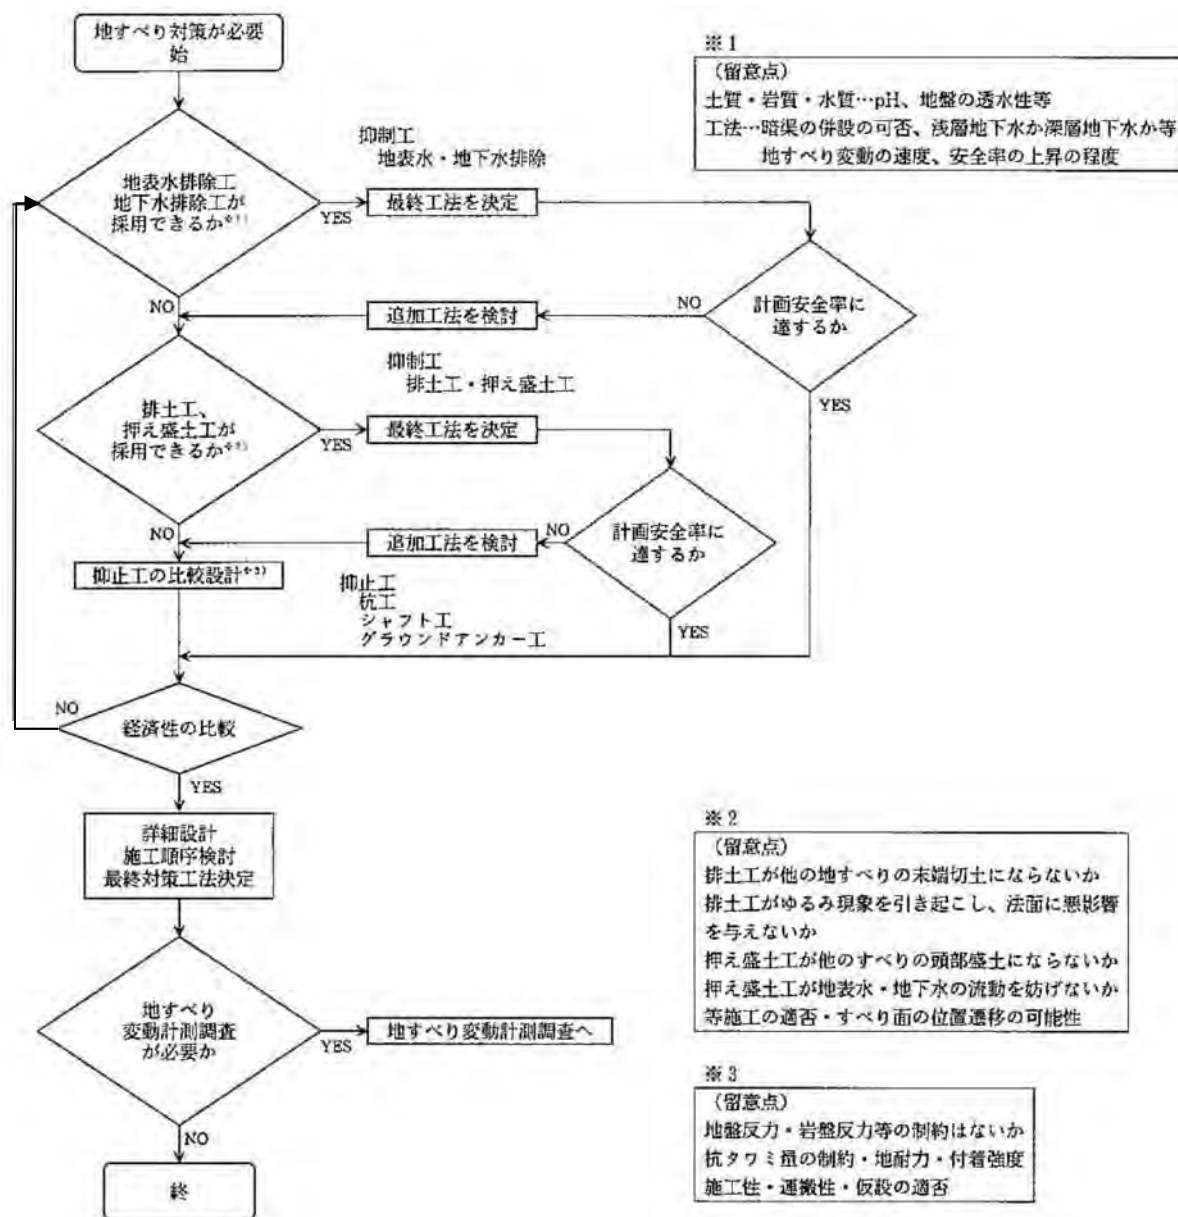 地すべり対策が必要
始
※1
（留意点）
土質・岩質・水質…pH、地盤の透水性等
工法…暗渠の併設の可否、浅層地下水か深層地下水か等
地すべり変動の速度、安全率の上昇の程度
抑制工
地表水・地下水排除
地表水排除工
地下水排除工が
採用できるか※1）
YES
最終工法を決定
NO
追加工法を検討
NO
計画安全率に
達するか
YES
抑制工
排土工・押え盛土工
排土工、
押え盛土工が
採用できるか※2）
YES
最終工法を決定
NO
追加工法を検討
NO
計画安全率に
達するか
YES
抑止工の比較設計※3）
抑止工
杭工
シャフト工
グラウンドアンカー工
NO
経済性の比較
YES
詳細設計
施工順序検討
最終対策工法決定
※2
（留意点）
排土工が他の地すべりの末端切土にならないか
排土工がゆるみ現象を引き起こし、法面に悪影響
を与えないか
押え盛土工が他のすべりの頭部盛土にならないか
押え盛土工が地表水・地下水の流動を妨げないか
等施工の適否・すべり面の位置遷移の可能性
地すべり
変動計測調査
が必要か
YES
地すべり変動計測調査へ
NO
終
※3
（留意点）
地盤反力・岩盤反力等の制約はないか
杭タワミ量の制約・地耐力・付着強度
施工性・運搬性・仮設の適否